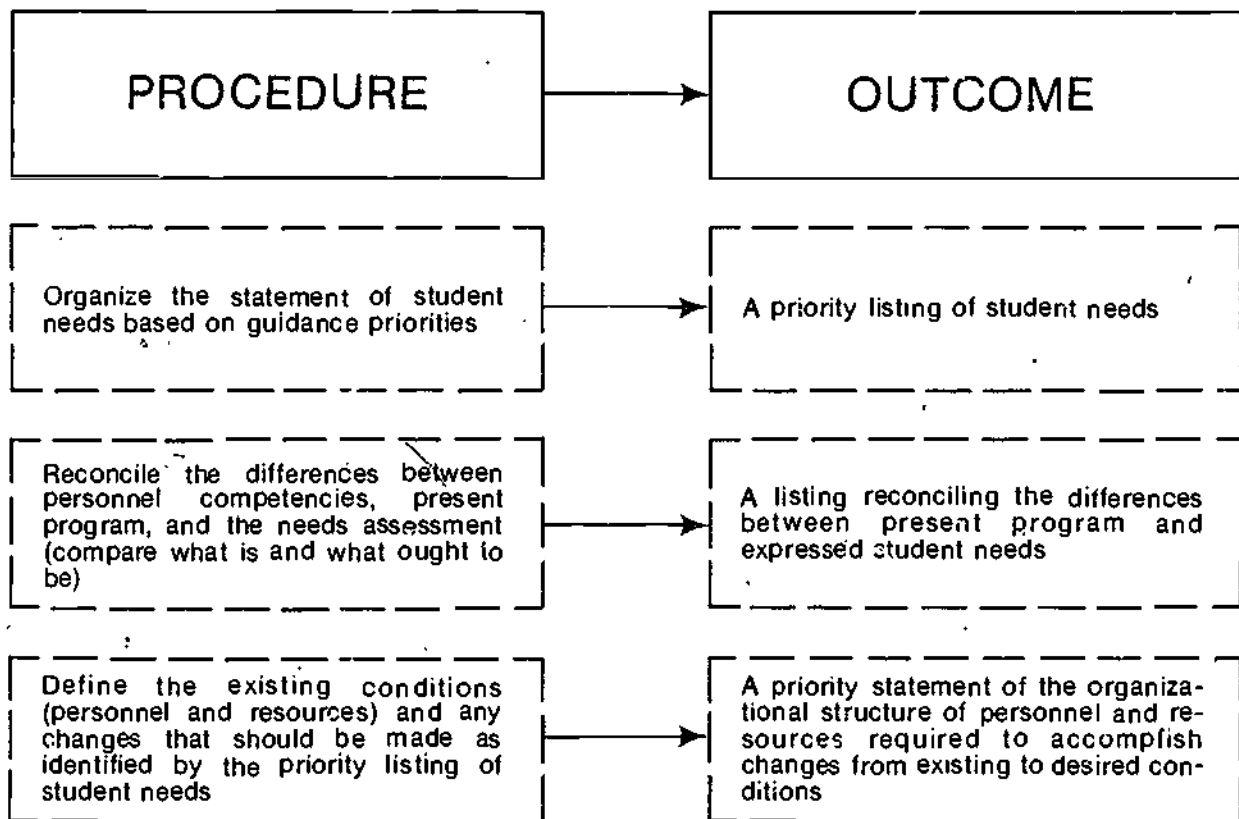 PROCEDURE
OUTCOME
Organize the statement of student
needs based on guidance priorities
A priority listing of student needs
Reconcile the differences between
personnel competencies, present
program, and the needs assessment
(compare what is and what ought to
be)
A listing reconciling the differences
between present program and
expressed student needs
Define the existing conditions
(personnel and resources) and any
changes that should be made as
identified by the priority listing of
student needs
A priority statement of the organiza-
tional structure of personnel and re-
sources required to accomplish
changes from existing to desired con-
ditions